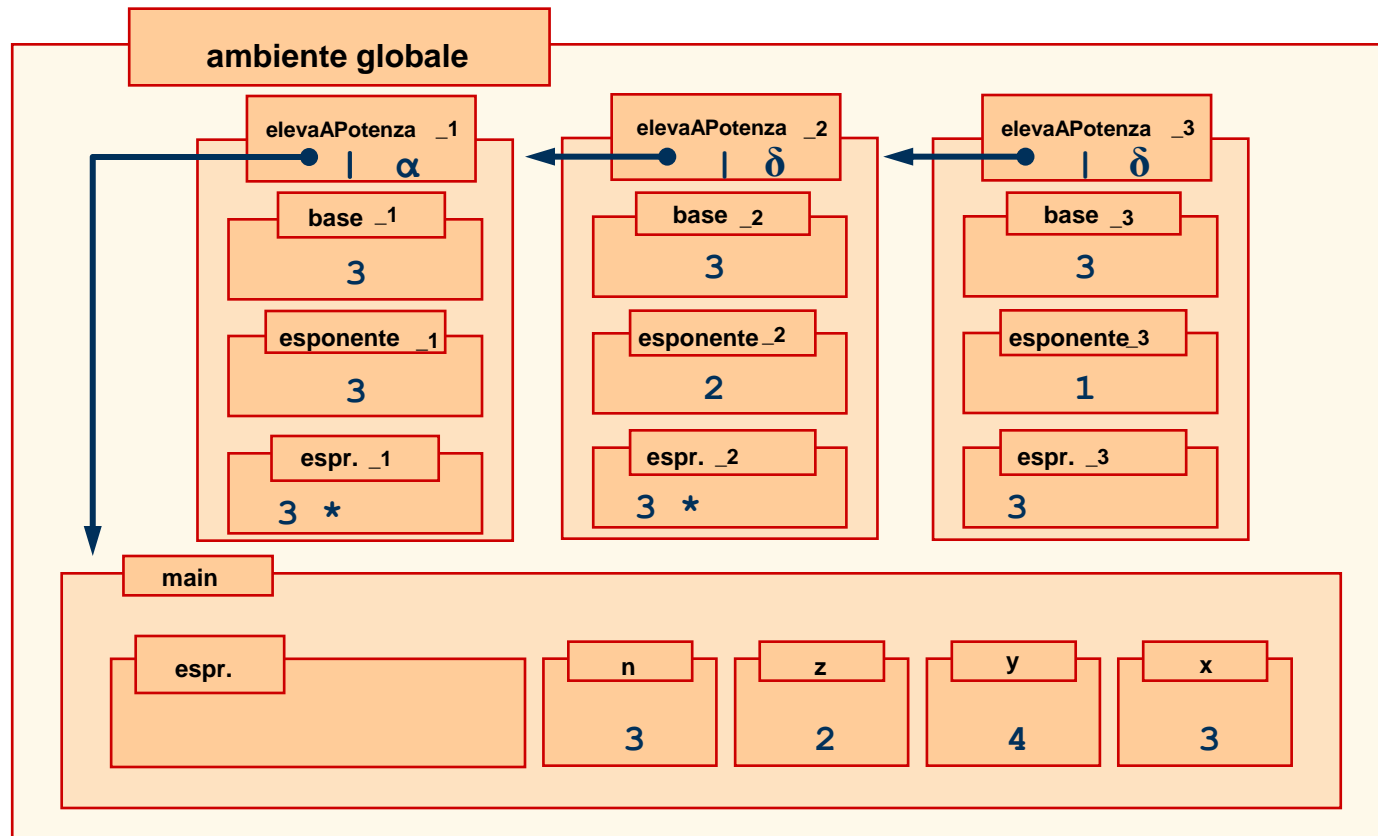 ambiente globale
elevaAPotenza _1
| α
base _1
3
esponente _1
3
espr. _1
3 *
elevaAPotenza _2
| δ
base _2
3
esponente _2
2
espr. _2
3 *
elevaAPotenza _3
| δ
base _3
3
esponente _3
1
espr. _3
3
main
espr.
n
3
z
2
y
4
x
3